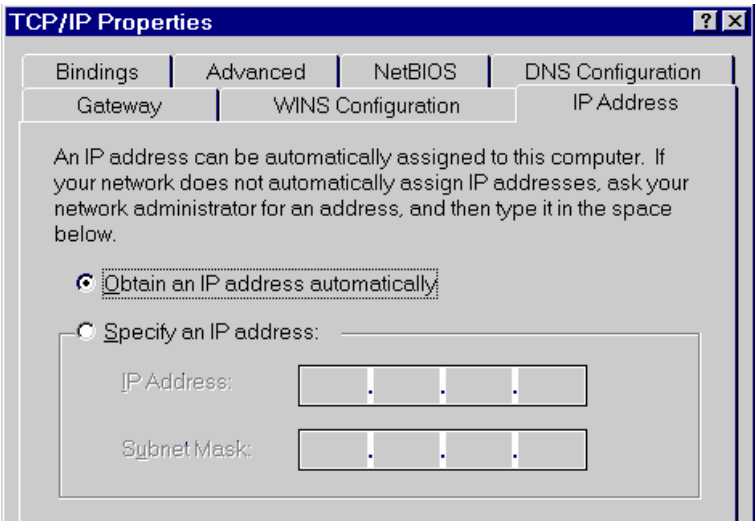 TCP/IP Properties
Bindings Advanced NetBIOS DNS Configuration
Gateway WINS Configuration IP Address
An IP address can be automatically assigned to this computer. If
your network does not automatically assign IP addresses, ask your
network administrator for an address, and then type it in the space
below.
Obtain an IP address automatically
Specify an IP address:
IP Address:
Subnet Mask: